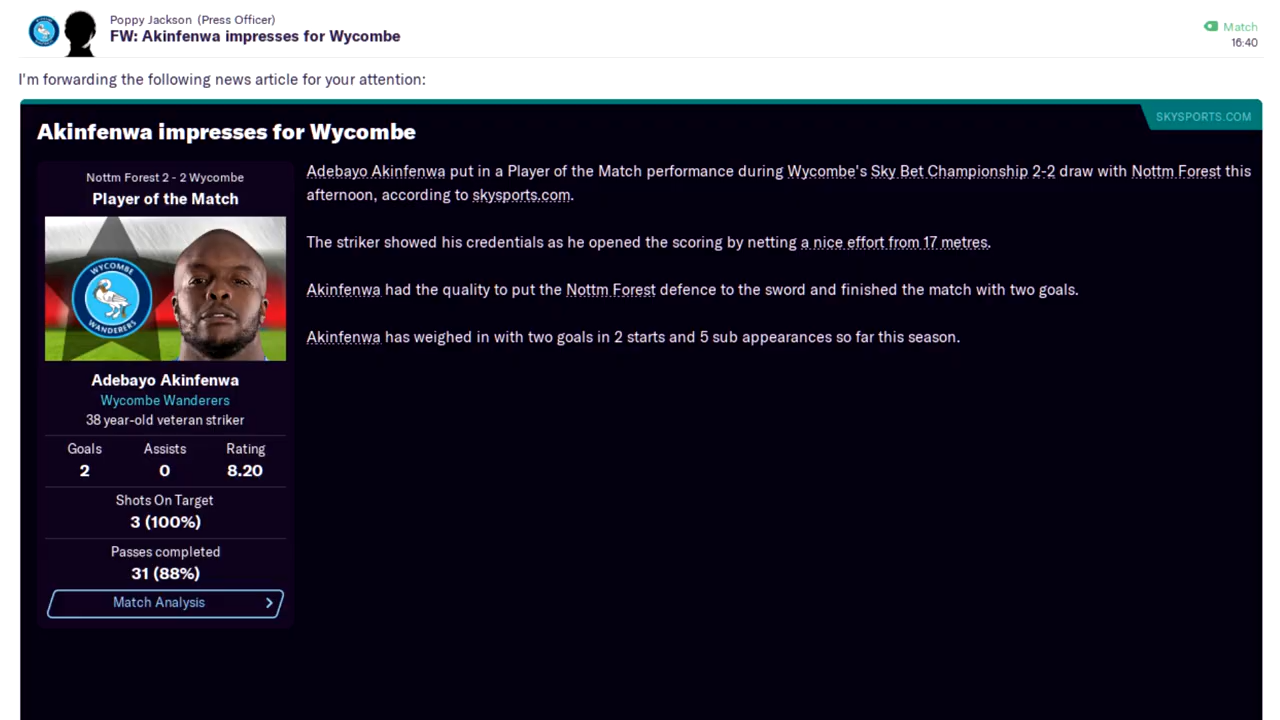 Poppy Jackson (Press Officer)
FW: Akinfenwa impresses for Wycombe
Match
16:40
I'm forwarding the following news article for your attention:
SKYSPORTS.COM
Akinfenwa impresses for Wycombe
Nottm Forest 2 - 2 Wycombe
Player of the Match
WYCOMBE
WANDERERS
Adebayo Akinfenwa
Wycombe Wanderers
38 year-old veteran striker
Goals Assists Rating
2 0 8.20
Shots On Target
3 (100%)
Passes completed
31 (88%)
Match Analysis
Adebayo Akinfenwa put in a Player of the Match performance during Wycombe's Sky Bet Championship 2-2 draw with Nottm Forest this
afternoon, according to skysports.com.
The striker showed his credentials as he opened the scoring by netting a nice effort from 17 metres.
Akinfenwa had the quality to put the Nottm Forest defence to the sword and finished the match with two goals.
Akinfenwa has weighed in with two goals in 2 starts and 5 sub appearances so far this season.